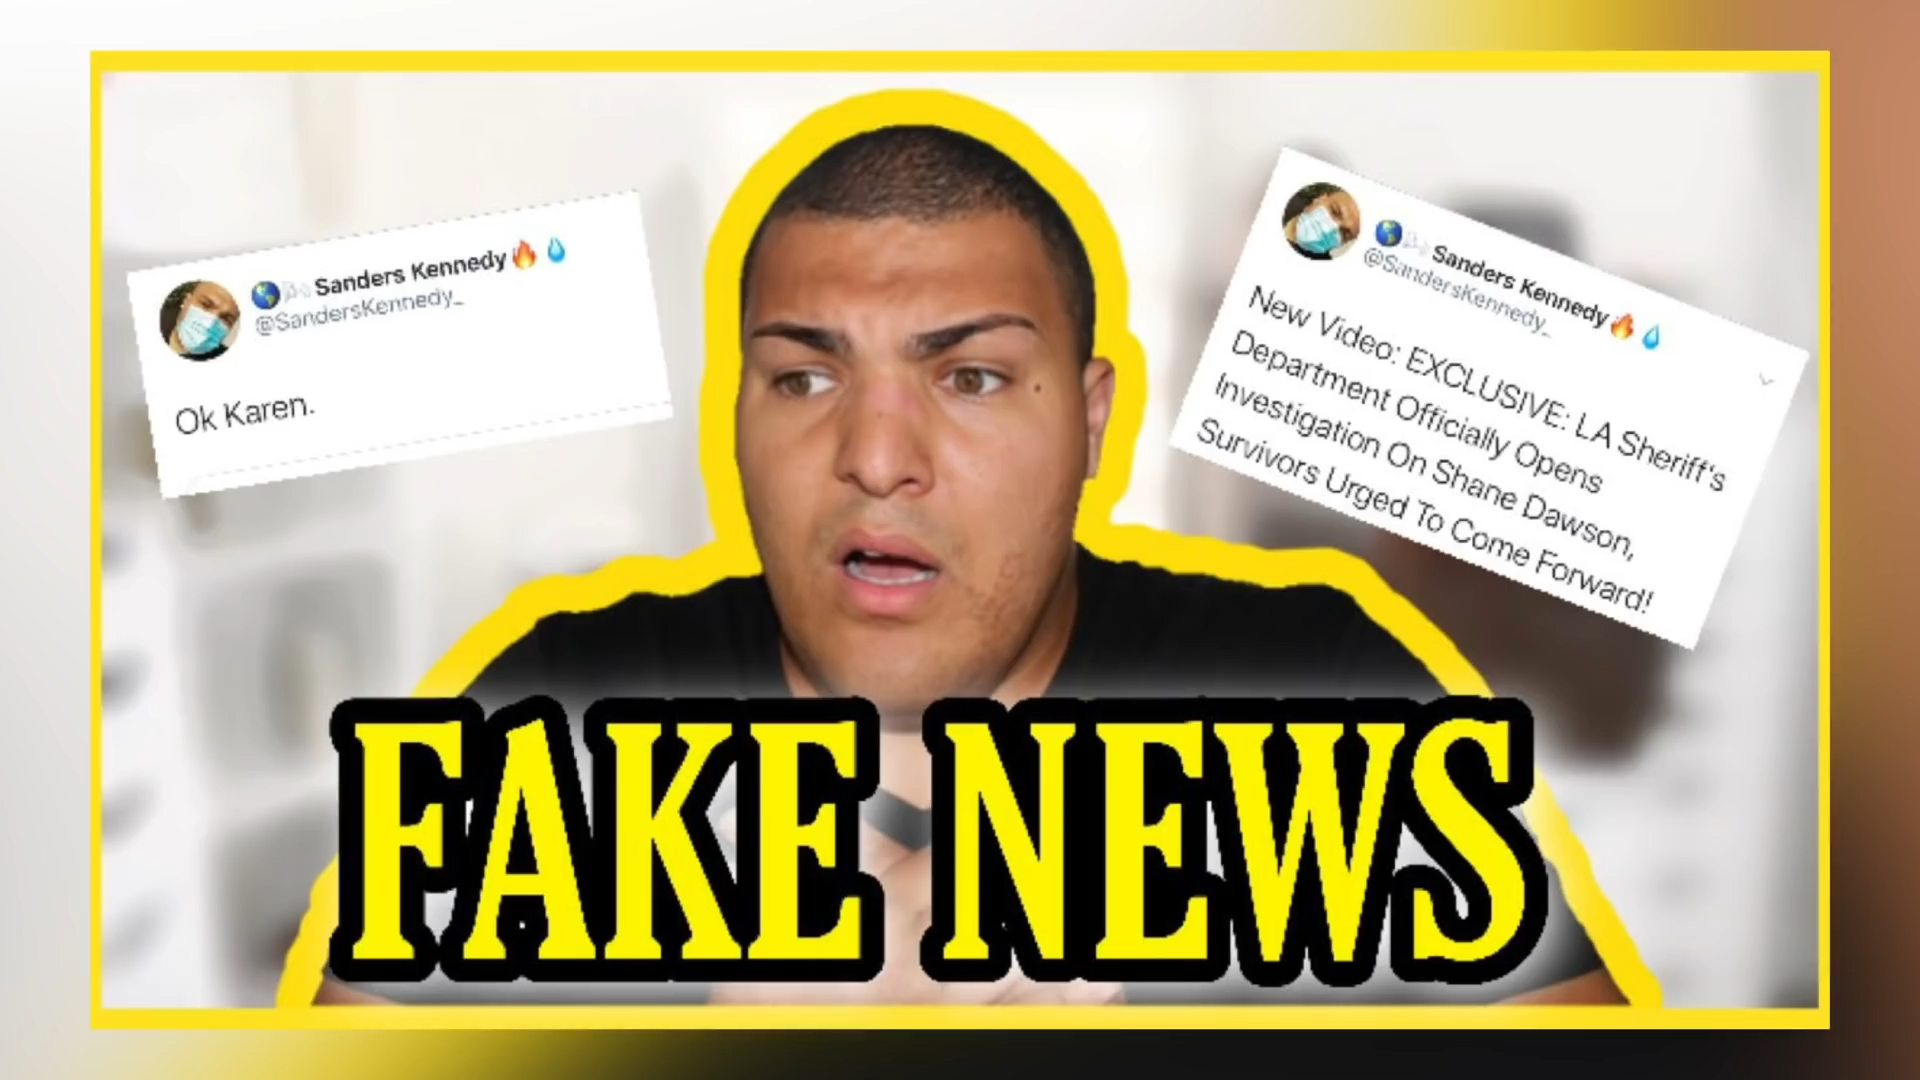 🌎🌬 Sanders Kennedy🔥💧
@SandersKennedy_
Ok Karen.
🌎🌬 Sanders Kennedy🔥💧
@SandersKennedy_
New Video: EXCLUSIVE: LA Sheriff's
Department Officially Opens
Investigation On Shane Dawson,
Survivors Urged To Come Forward!
FAKE NEWS